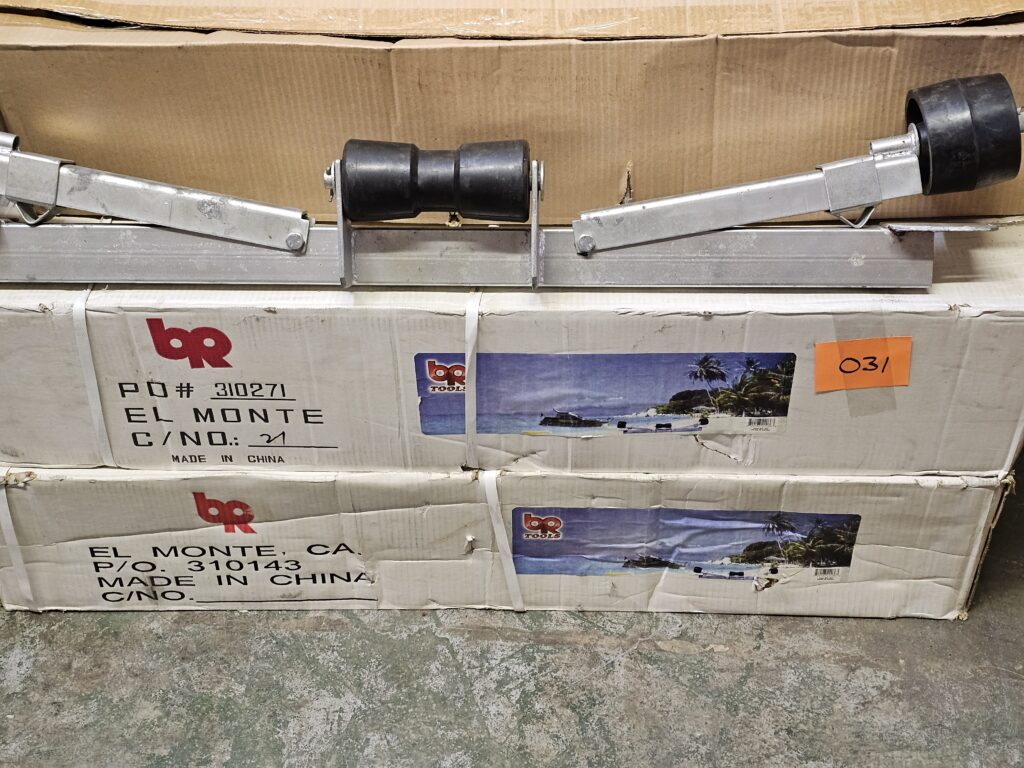 bR
PO# 310271
EL MONTE
C/NO.: 21
MADE IN CHINA
bR
TOOLS
031
bR
EL MONTE, CA.
P/O. 310143
MADE IN CHINA
C/NO.
bR
TOOLS